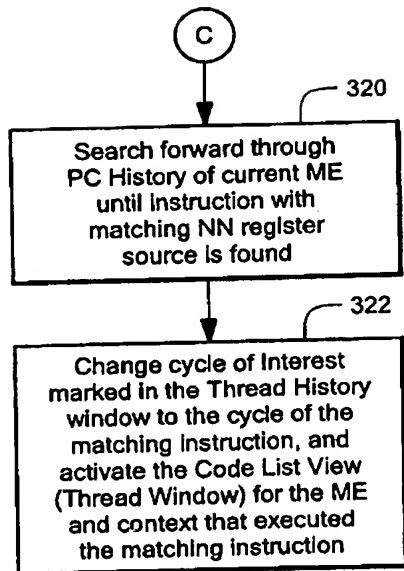 C
320
Search forward through
PC History of current ME
until instruction with
matching NN register
source is found
322
Change cycle of Interest
marked in the Thread History
window to the cycle of the
matching instruction, and
activate the Code List View
(Thread Window) for the ME
and context that executed
the matching instruction